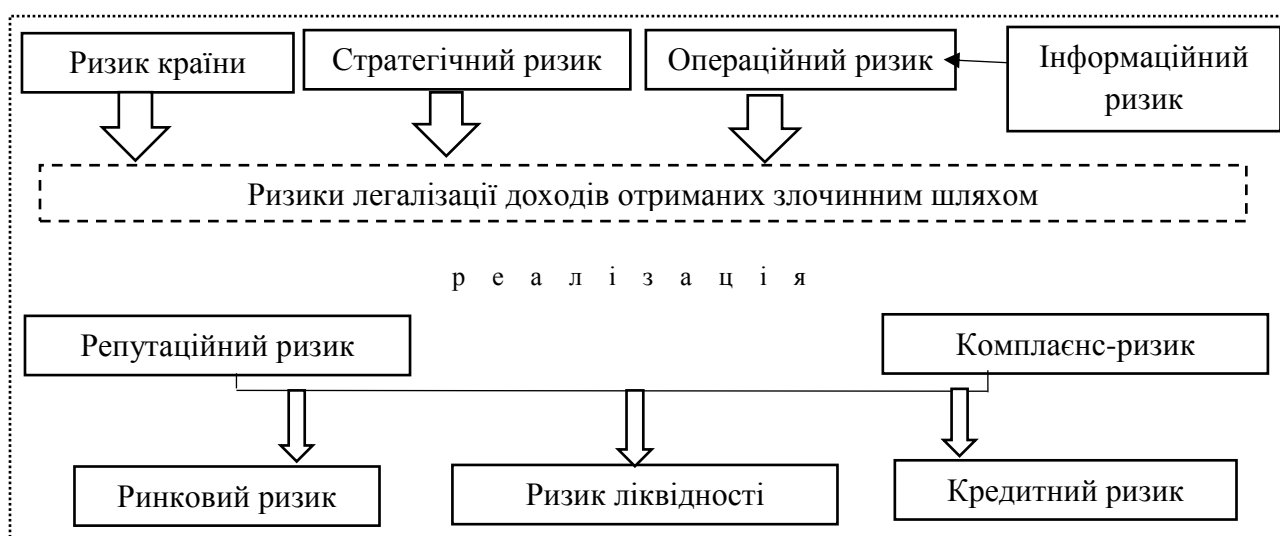 Ризик країни
Стратегічний ризик
Операційний ризик
Інформаційний
ризик
Ризики легалізації доходів отриманих злочинним шляхом
р е а л і з а ц і я
Репутаційний ризик
Комплаєнс-ризик
Ринковий ризик
Ризик ліквідності
Кредитний ризик